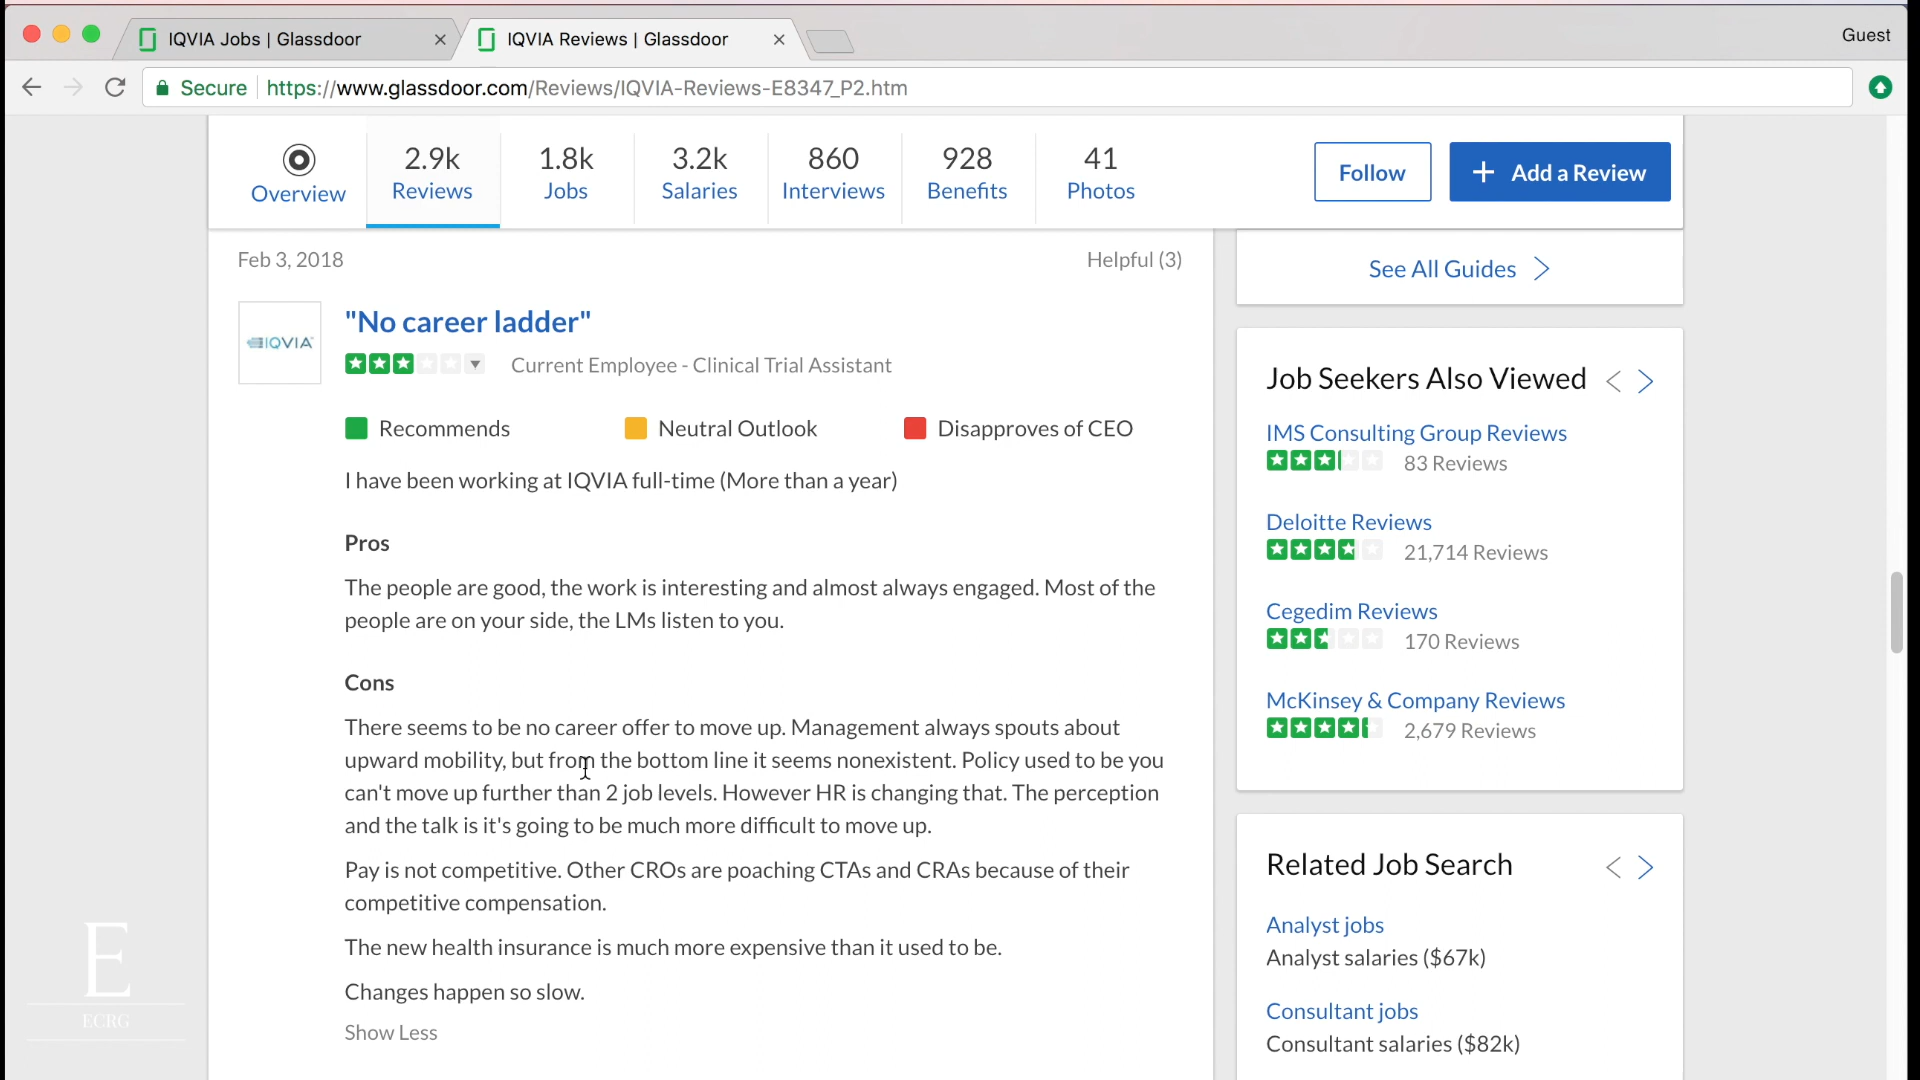 IQVIA Jobs | Glassdoor
IQVIA Reviews | Glassdoor
Guest
Secure
https://www.glassdoor.com/Reviews/IQVIA-Reviews-E8347_P2.htm
Overview
2.9k
Reviews
1.8k
Jobs
3.2k
Salaries
860
Interviews
928
Benefits
41
Photos
Follow
+ Add a Review
Feb 3, 2018
Helpful (3)
IQVIA
"No career ladder"
Current Employee - Clinical Trial Assistant
Recommends
Neutral Outlook
Disapproves of CEO
I have been working at IQVIA full-time (More than a year)
Pros
The people are good, the work is interesting and almost always engaged. Most of the
people are on your side, the LMs listen to you.
Cons
There seems to be no career offer to move up. Management always spouts about
upward mobility, but from the bottom line it seems nonexistent. Policy used to be you
can't move up further than 2 job levels. However HR is changing that. The perception
and the talk is it's going to be much more difficult to move up.
Pay is not competitive. Other CROs are poaching CTAs and CRAs because of their
competitive compensation.
The new health insurance is much more expensive than it used to be.
Changes happen so slow.
Show Less
See All Guides
Job Seekers Also Viewed
IMS Consulting Group Reviews
83 Reviews
Deloitte Reviews
21,714 Reviews
Cegedim Reviews
170 Reviews
McKinsey & Company Reviews
2,679 Reviews
Related Job Search
Analyst jobs
Analyst salaries ($67k)
Consultant jobs
Consultant salaries ($82k)
E
ECRG